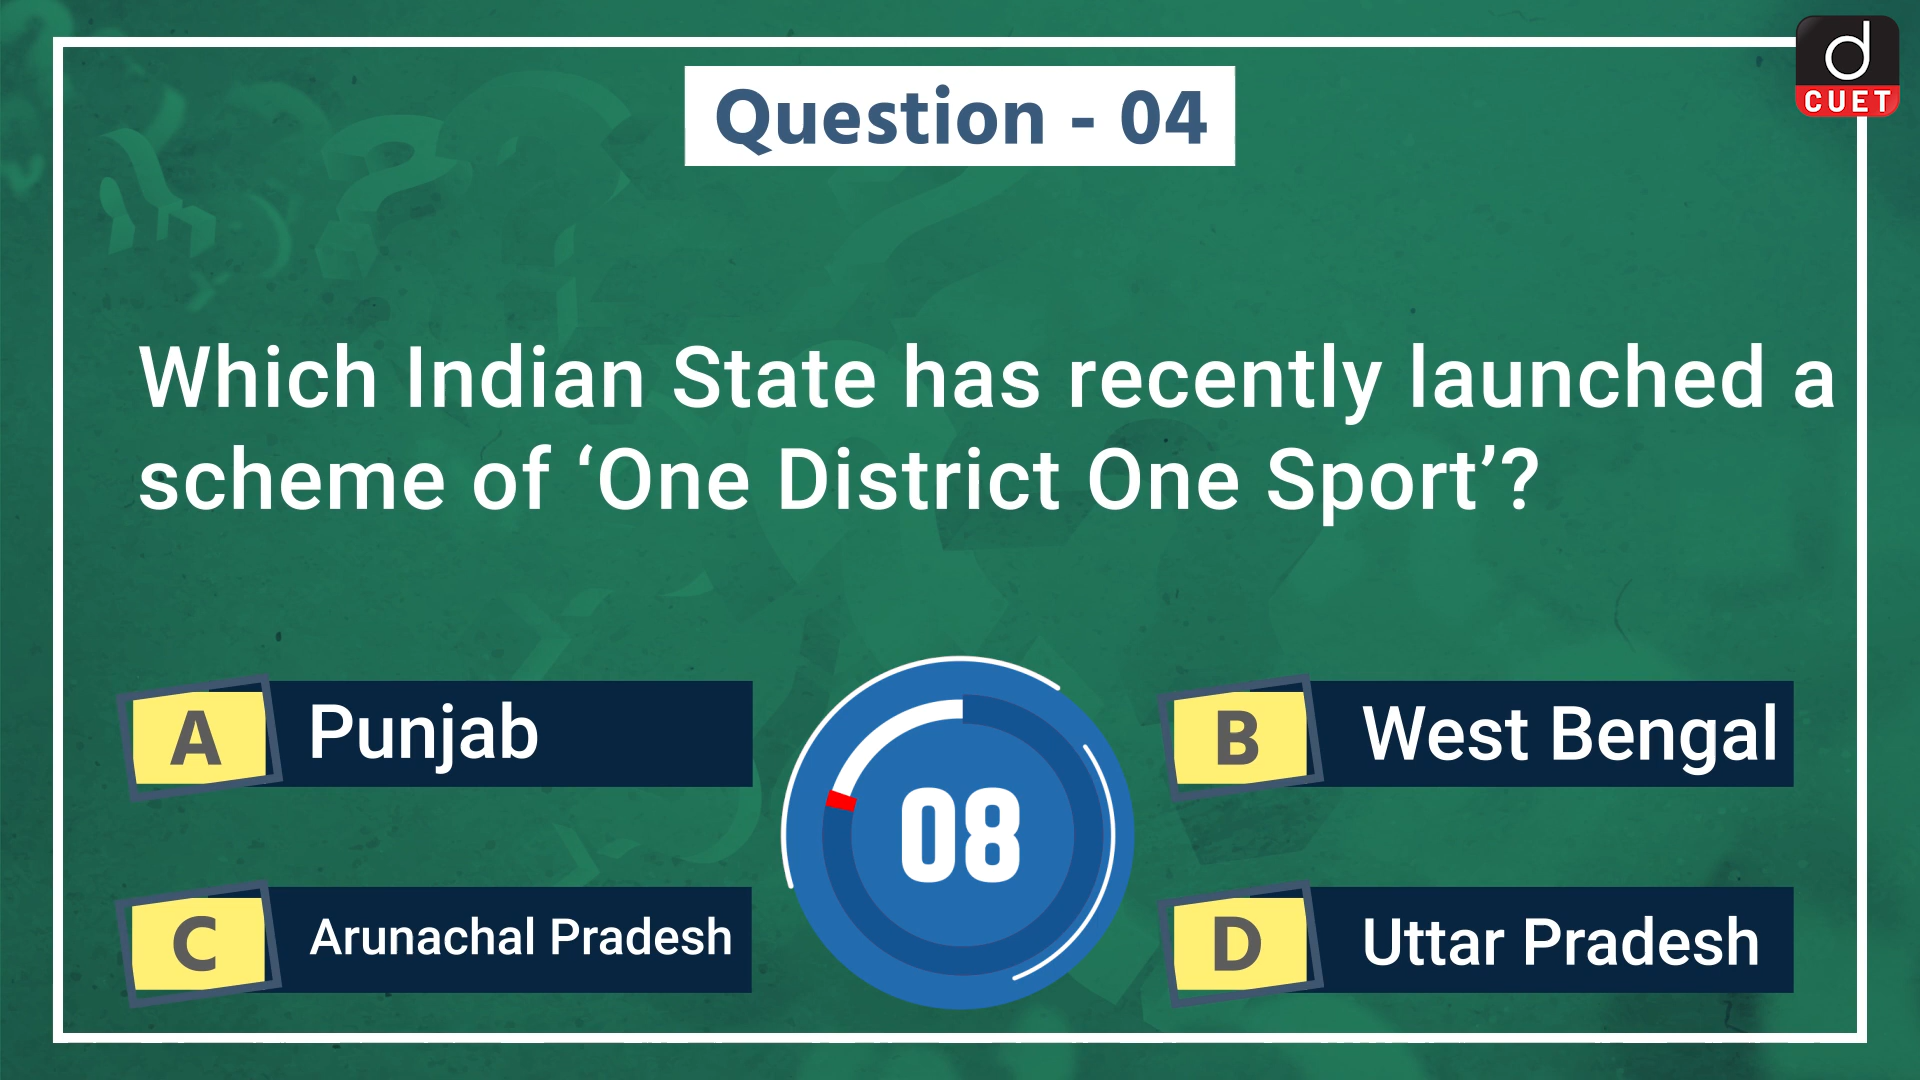 d
CUET
Question - 04
Which Indian State has recently launched a
scheme of ‘One District One Sport’?
A Punjab
B West Bengal
08
C Arunachal Pradesh
D Uttar Pradesh